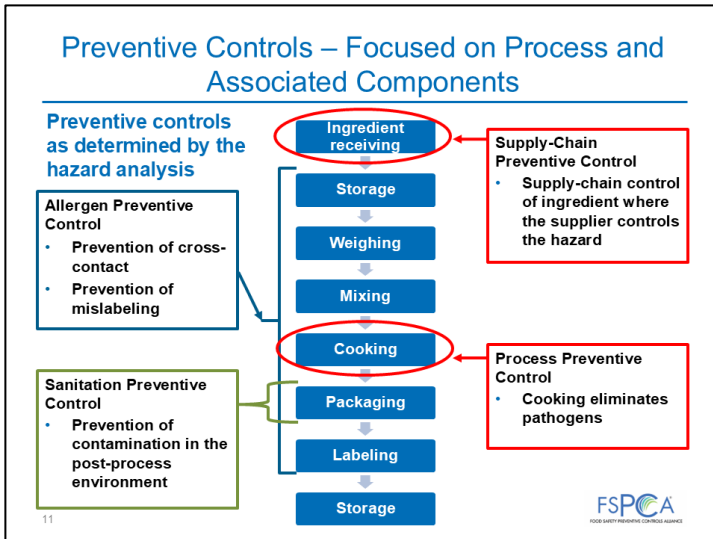 Preventive Controls – Focused on Process and
Associated Components
Preventive controls
as determined by the
hazard analysis
Allergen Preventive
Control
• Prevention of cross-
contact
• Prevention of
mislabeling
Sanitation Preventive
Control
• Prevention of
contamination in the
post-process
environment
Ingredient
receiving
Storage
Weighing
Mixing
Cooking
Packaging
Labeling
Storage
Supply-Chain
Preventive Control
• Supply-chain control
of ingredient where
the supplier controls
the hazard
Process Preventive
Control
• Cooking eliminates
pathogens
11
FSPCA
FOOD SAFETY PREVENTIVE CONTROLS ALLIANCE